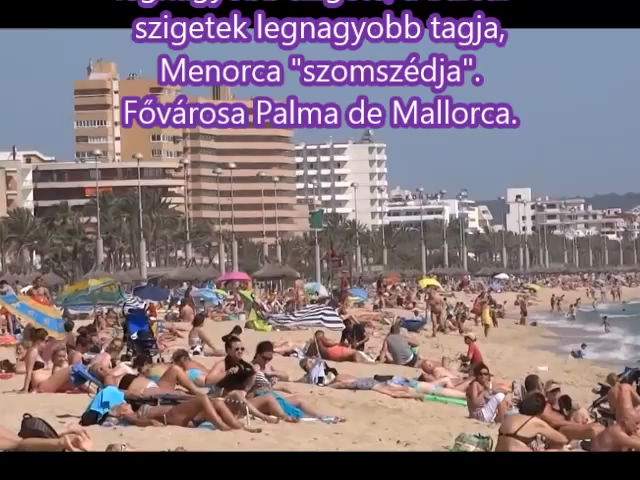 szigetek legnagyobb tagja,
Menorca "szomszédja".
Fővárosa Palma de Mallorca.